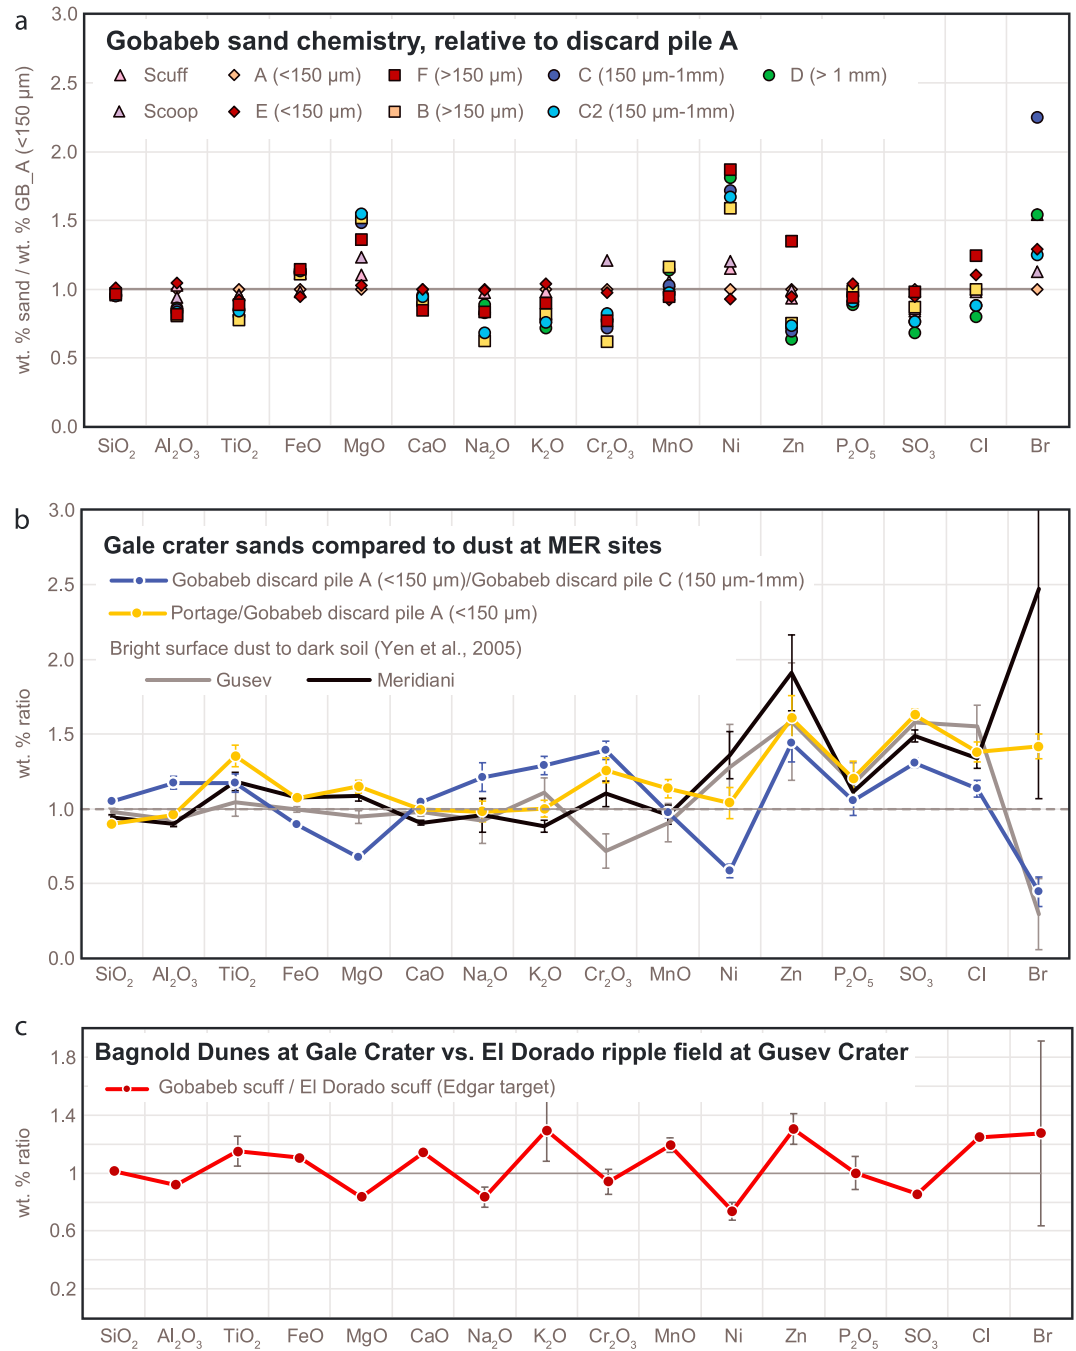 a
3.0
Gobabeb sand chemistry, relative to discard pile A
Scuff A (<150 µm) F (>150 µm) C (150 µm-1mm) D (> 1 mm)
Scoop E (<150 µm) B (>150 µm) C2 (150 µm-1mm)
2.5
2.0
1.5
1.0
0.5
0.0
wt. % sand / wt. % GB_A (<150 µm)
SiO₂ Al₂O₃ TiO₂ FeO MgO CaO Na₂O K₂O Cr₂O₃ MnO Ni Zn P₂O₅ SO₃ Cl Br
b
3.0
Gale crater sands compared to dust at MER sites
Gobabeb discard pile A (<150 µm)/Gobabeb discard pile C (150 µm-1mm)
Portage/Gobabeb discard pile A (<150 µm)
Bright surface dust to dark soil (Yen et al., 2005)
Gusev Meridiani
2.5
2.0
1.5
1.0
0.5
0.0
wt. % ratio
SiO₂ Al₂O₃ TiO₂ FeO MgO CaO Na₂O K₂O Cr₂O₃ MnO Ni Zn P₂O₅ SO₃ Cl Br
c
Bagnold Dunes at Gale Crater vs. El Dorado ripple field at Gusev Crater
Gobabeb scuff / El Dorado scuff (Edgar target)
1.8
1.4
1
0.6
0.2
wt. % ratio
SiO₂ Al₂O₃ TiO₂ FeO MgO CaO Na₂O K₂O Cr₂O₃ MnO Ni Zn P₂O₅ SO₃ Cl Br